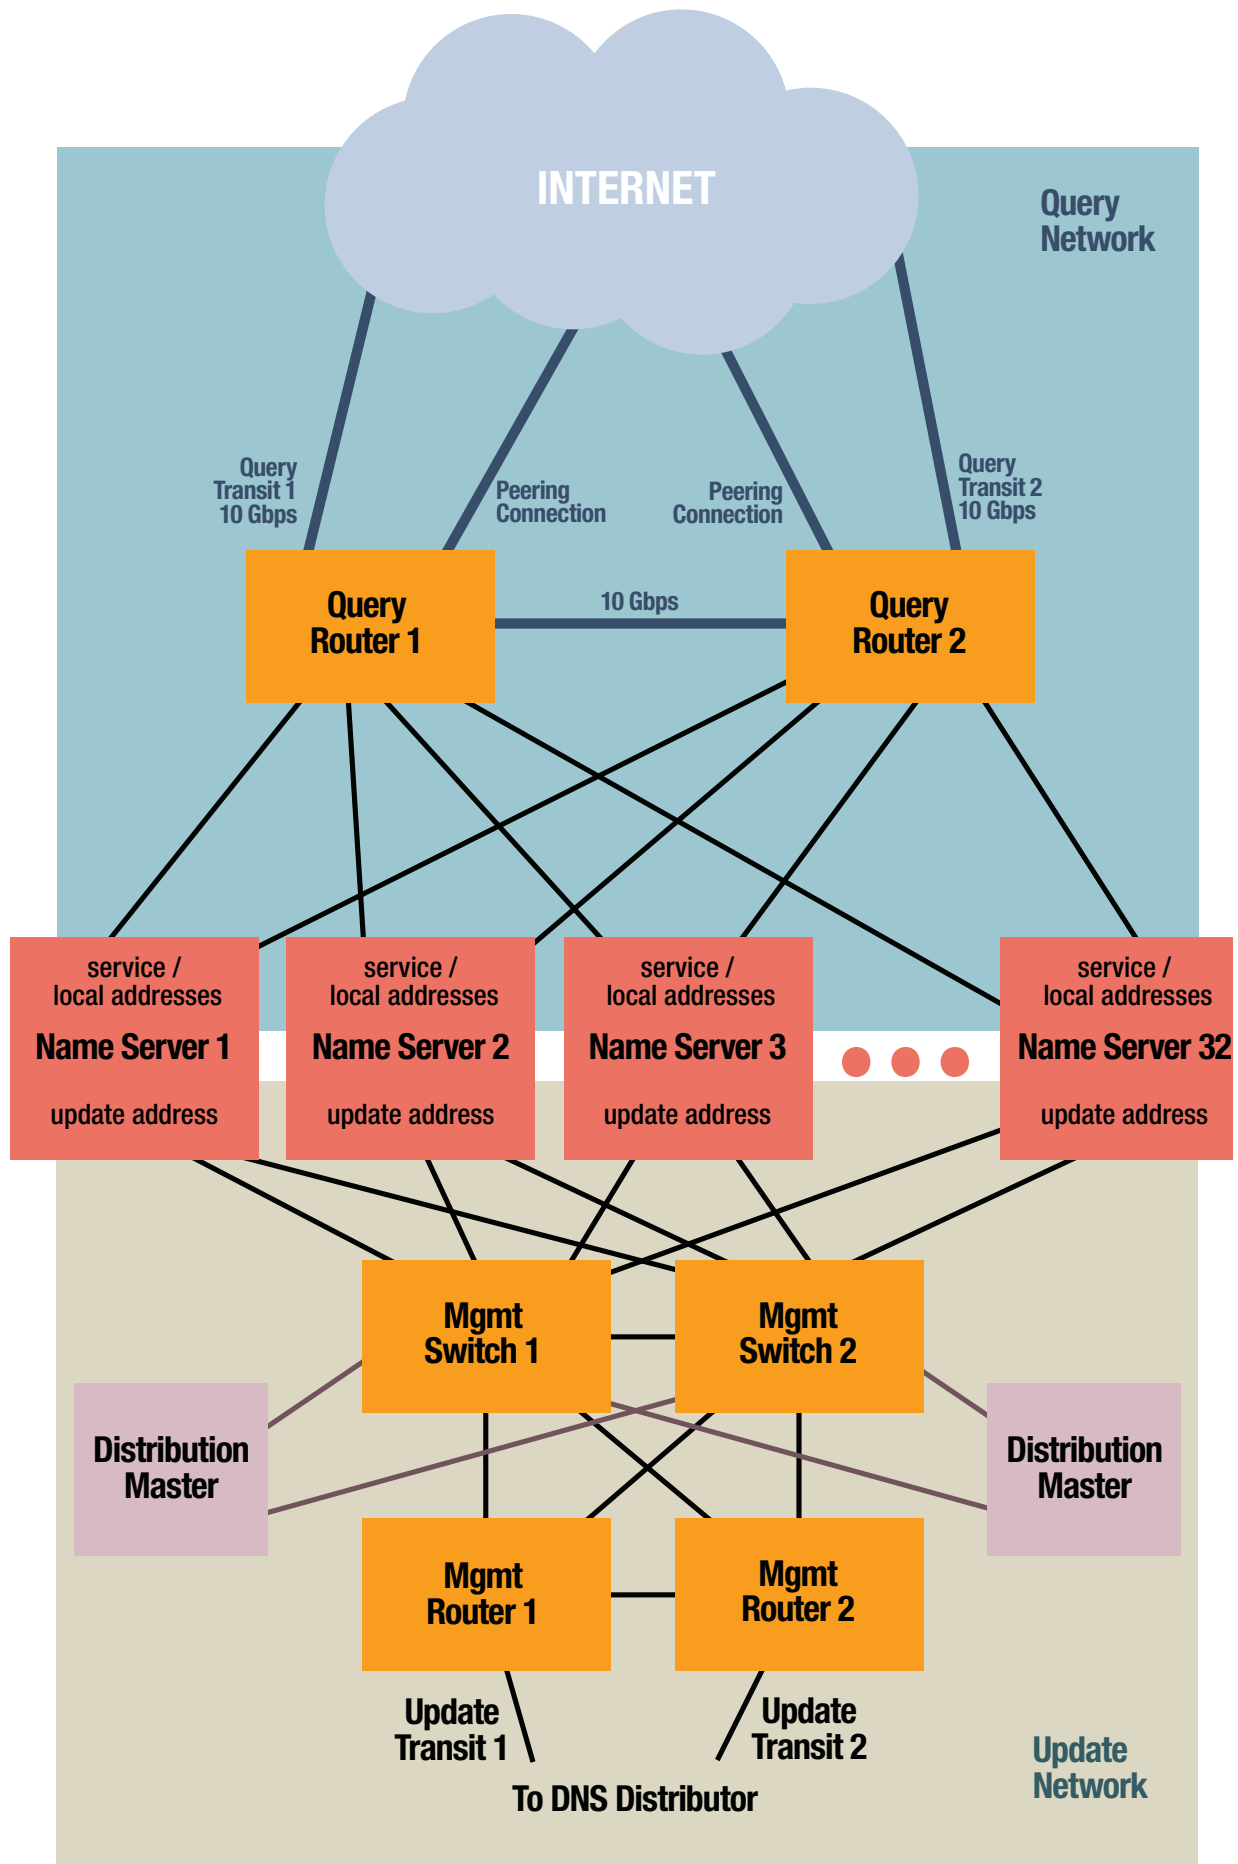 INTERNET
Query
Network
Query
Transit 1
10 Gbps
Peering
Connection
Peering
Connection
Query
Transit 2
10 Gbps
Query
Router 1
10 Gbps
Query
Router 2
service /
local addresses
Name Server 1
update address
service /
local addresses
Name Server 2
update address
service /
local addresses
Name Server 3
update address
service /
local addresses
Name Server 32
update address
Mgmt
Switch 1
Mgmt
Switch 2
Distribution
Master
Distribution
Master
Mgmt
Router 1
Mgmt
Router 2
Update
Transit 1
Update
Transit 2
To DNS Distributor
Update
Network